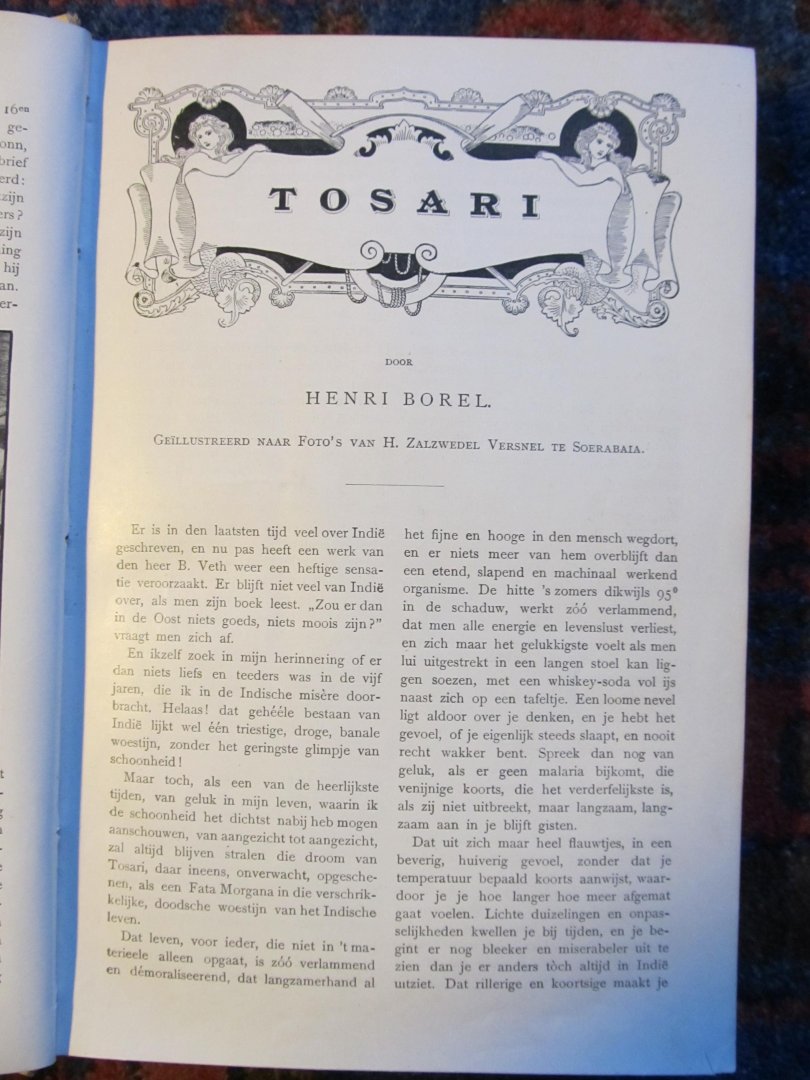 16en
ge-
onn,
brief
erd:
zijn
ers?
zijn
ing
hij
an.
er-
TOSARI
DOOR
HENRI BOREL.
GEÏLLUSTREERD NAAR FOTO'S VAN H. ZALZWEDEL VERSNEL TE SOERABAIA.
Er is in den laatsten tijd veel over Indië
geschreven, en nu pas heeft een werk van
den heer B. Veth weer een heftige sensa-
tie veroorzaakt. Er blijft niet veel van Indië
over, als men zijn boek leest. „Zou er dan
in de Oost niets goeds, niets moois zijn?"
vraagt men zich af.
En ikzelf zoek in mijn herinnering of er
dan niets liefs en teeders was in de vijf
jaren, die ik in de Indische misère door-
bracht. Helaas! dat gehééle bestaan van
Indië lijkt wel één triestige, droge, banale
woestijn, zonder het geringste glimpje van
schoonheid!
Maar toch, als een van de heerlijkste
tijden, van geluk in mijn leven, waarin ik
de schoonheid het dichtst nabij heb mogen
aanschouwen, van aangezicht tot aangezicht,
zal altijd blijven stralen die droom van
Tosari, daar ineens, onverwacht, opgesche-
nen, als een Fata Morgana in die verschrik-
kelijke, doodsche woestijn van het Indische
leven.
Dat leven, voor ieder, die niet in 't ma-
terieele alleen opgaat, is zóó verlammend
en démoraliseerend, dat langzamerhand al
het fijne en hooge in den mensch wegdort,
en er niets meer van hem overblijft dan
een etend, slapend en machinaal werkend
organisme. De hitte 's zomers dikwijls 95°
in de schaduw, werkt zóó verlammend,
dat men alle energie en levenslust verliest,
en zich maar het gelukkigste voelt als men
lui uitgestrekt in een langen stoel kan lig-
gen soezen, met een whiskey-soda vol ijs
naast zich op een tafeltje. Een loome nevel
ligt aldoor over je denken, en je hebt het
gevoel, of je eigenlijk steeds slaapt, en nooit
recht wakker bent. Spreek dan nog van
geluk, als er geen malaria bijkomt, die
venijnige koorts, die het verderfelijkste is,
als zij niet uitbreekt, maar langzaam, lang-
zaam aan in je blijft gisten.
Dat uit zich maar heel flauwtjes, in een
beverig, huiverig gevoel, zonder dat je
temperatuur bepaald koorts aanwijst, waar-
door je je hoe langer hoe meer afgemat
gaat voelen. Lichte duizelingen en onpas-
selijkheden kwellen je bij tijden, en je be-
gint er nog bleeker en miserabeler uit te
zien dan je er anders tòch altijd in Indië
uitziet. Dat rillerige en koortsige maakt je